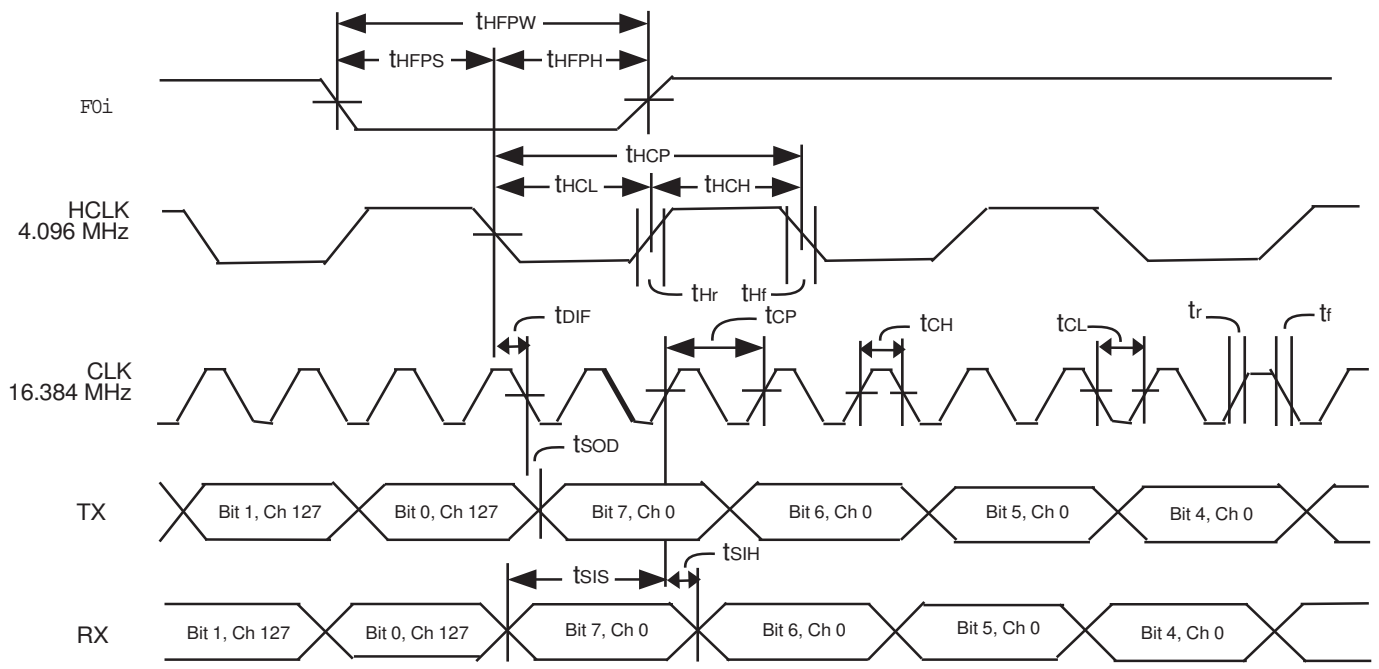 tHFPW
tHFPS
tHFPH
F0i
tHCP
tHCL
tHCH
HCLK
4.096 MHz
tHr
tHf
tDIF
tCP
tCH
tCL
tr
tf
CLK
16.384 MHz
tSOD
TX
Bit 1, Ch 127
Bit 0, Ch 127
Bit 7, Ch 0
Bit 6, Ch 0
Bit 5, Ch 0
Bit 4, Ch 0
tSIS
tSIH
RX
Bit 1, Ch 127
Bit 0, Ch 127
Bit 7, Ch 0
Bit 6, Ch 0
Bit 5, Ch 0
Bit 4, Ch 0